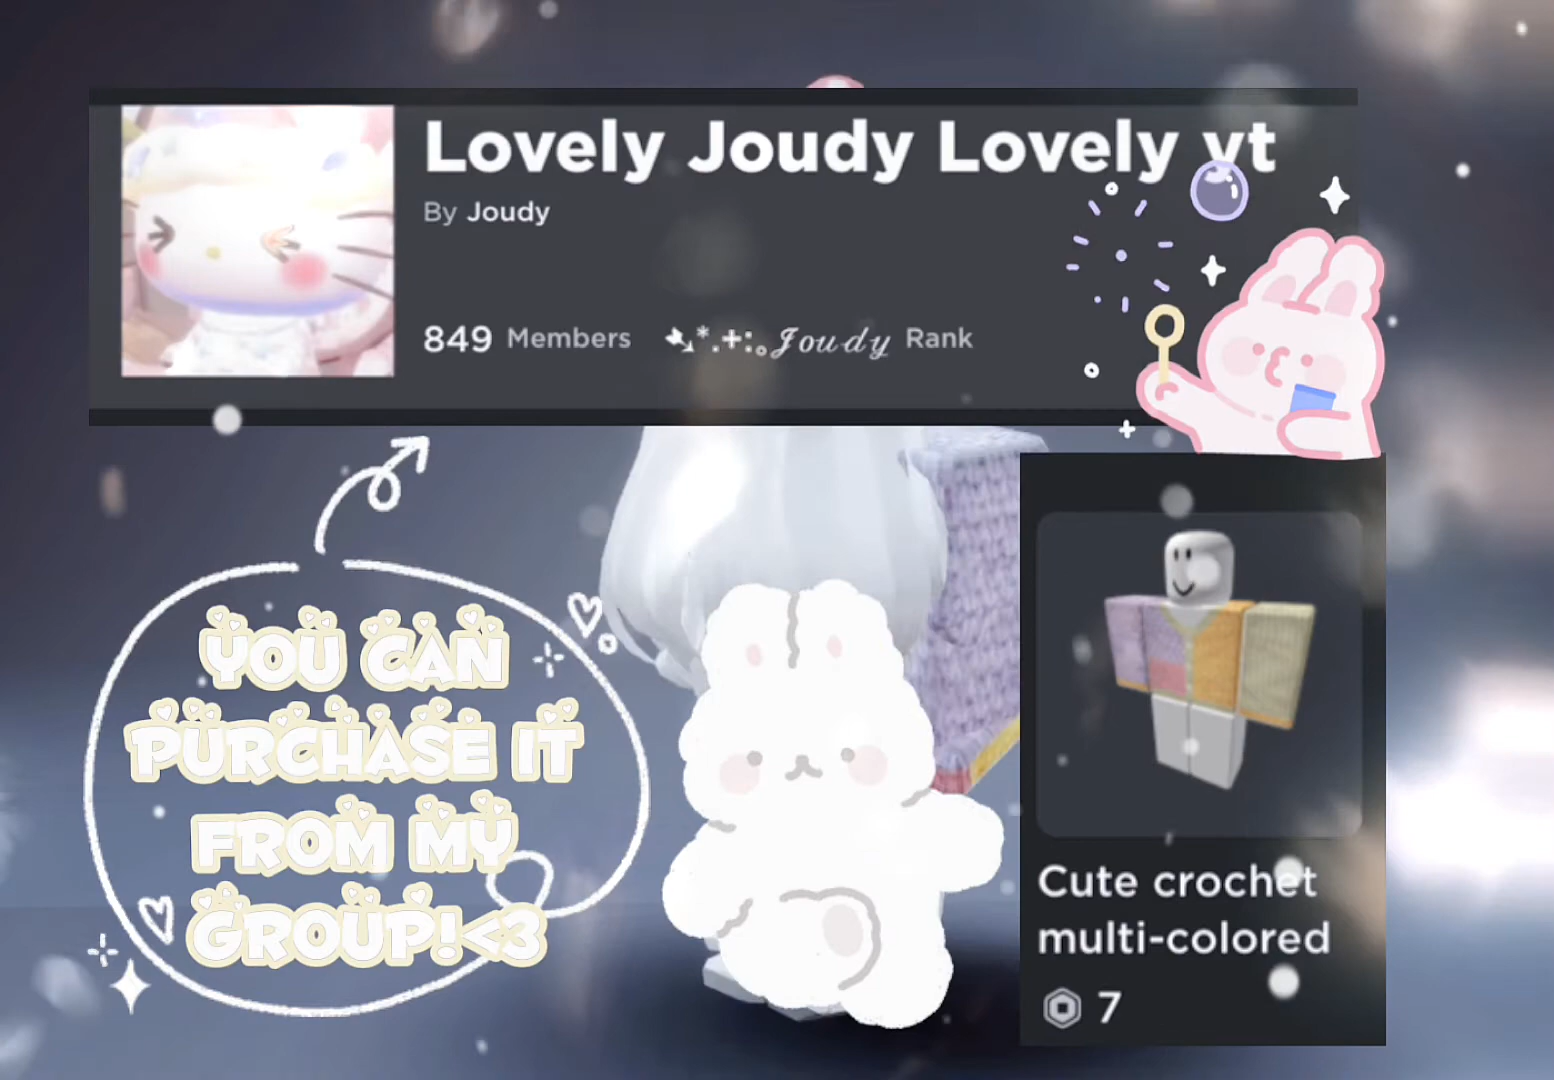 Lovely Joudy Lovely yt
By Joudy
849 Members *.+:｡𝒥𝑜𝓊𝒹𝓎 Rank
YOU CAN
PURCHASE IT
FROM MY
GROUP!<3
Cute crochet
multi-colored
7